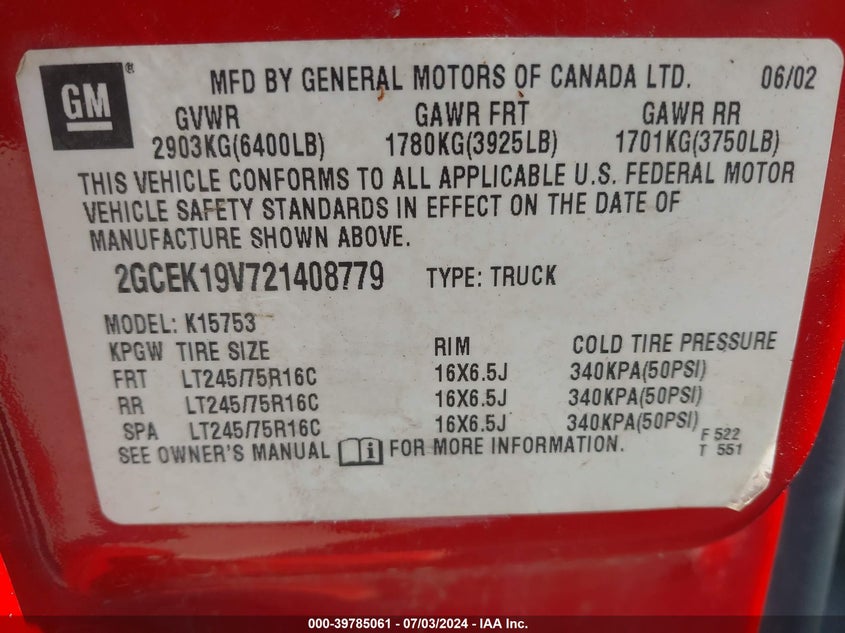 GM® MFD BY GENERAL MOTORS OF CANADA LTD. 06/02
GVWR GAWR FRT GAWR RR
2903KG(6400LB) 1780KG(3925LB) 1701KG(3750LB)
THIS VEHICLE CONFORMS TO ALL APPLICABLE U.S. FEDERAL MOTOR
VEHICLE SAFETY STANDARDS IN EFFECT ON THE DATE OF
MANUFACTURE SHOWN ABOVE.
2GCEK19V721408779 TYPE: TRUCK
MODEL: K15753
KPGW TIRE SIZE RIM COLD TIRE PRESSURE
FRT LT245/75R16C 16X6.5J 340KPA(50PSI)
RR LT245/75R16C 16X6.5J 340KPA(50PSI)
SPA LT245/75R16C 16X6.5J 340KPA(50PSI) F 522
SEE OWNER'S MANUAL i FOR MORE INFORMATION. T 551
000-39785061 - 07/03/2024 - IAA Inc.